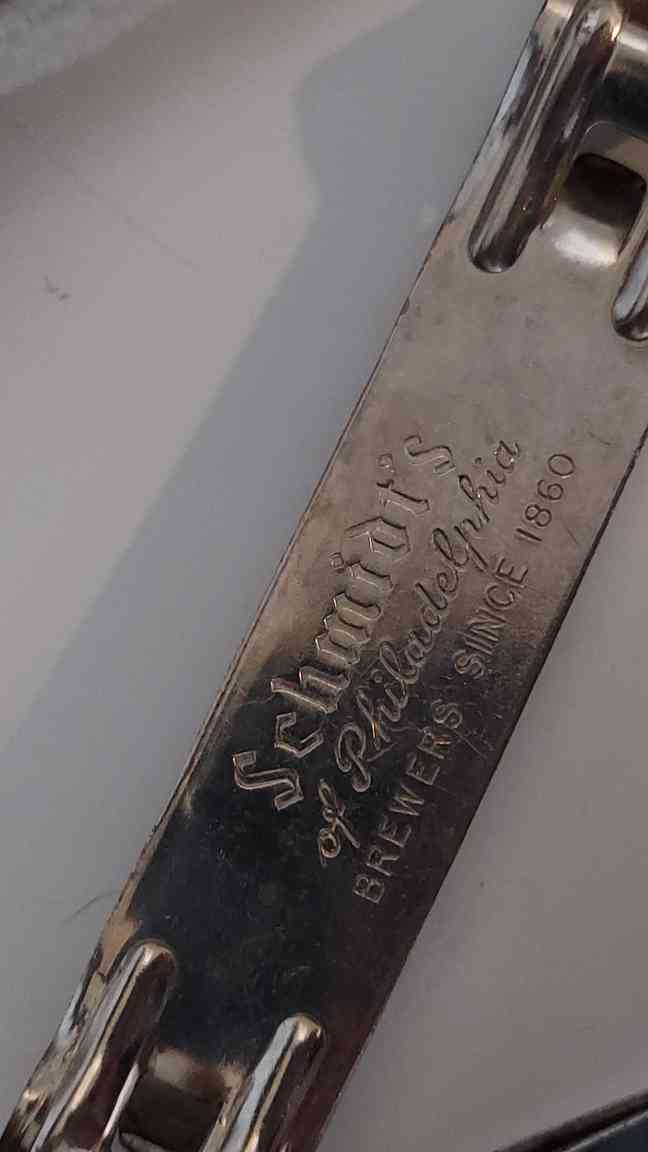 Schmidt's
of Philadelphia
BREWERS SINCE 1860